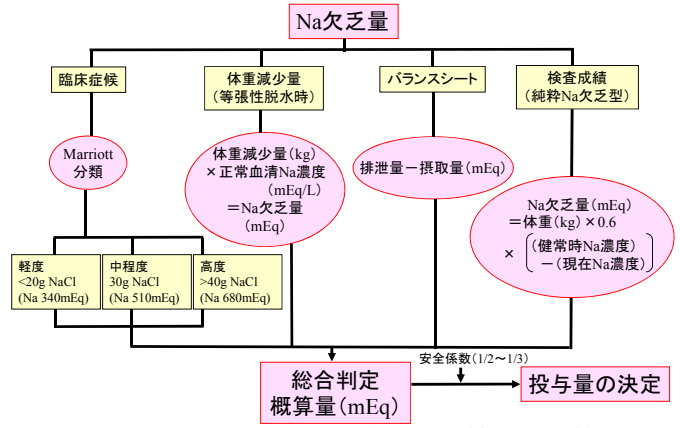 Na欠乏量
臨床症候
体重減少量
（等張性脱水時）
バランスシート
検査成績
（純粋Na欠乏型）
Marriott
分類
体重減少量（kg）
×正常血清Na濃度
（mEq/L）
＝Na欠乏量
（mEq）
排泄量－摂取量（mEq）
Na欠乏量（mEq）
＝体重（kg）×0.6
×（（健常時Na濃度）
－（現在Na濃度））
軽度
<20g NaCl
(Na 340mEq)
中程度
30g NaCl
(Na 510mEq)
高度
>40g NaCl
(Na 680mEq)
安全係数（1/2～1/3）
総合判定
概算量（mEq）
投与量の決定